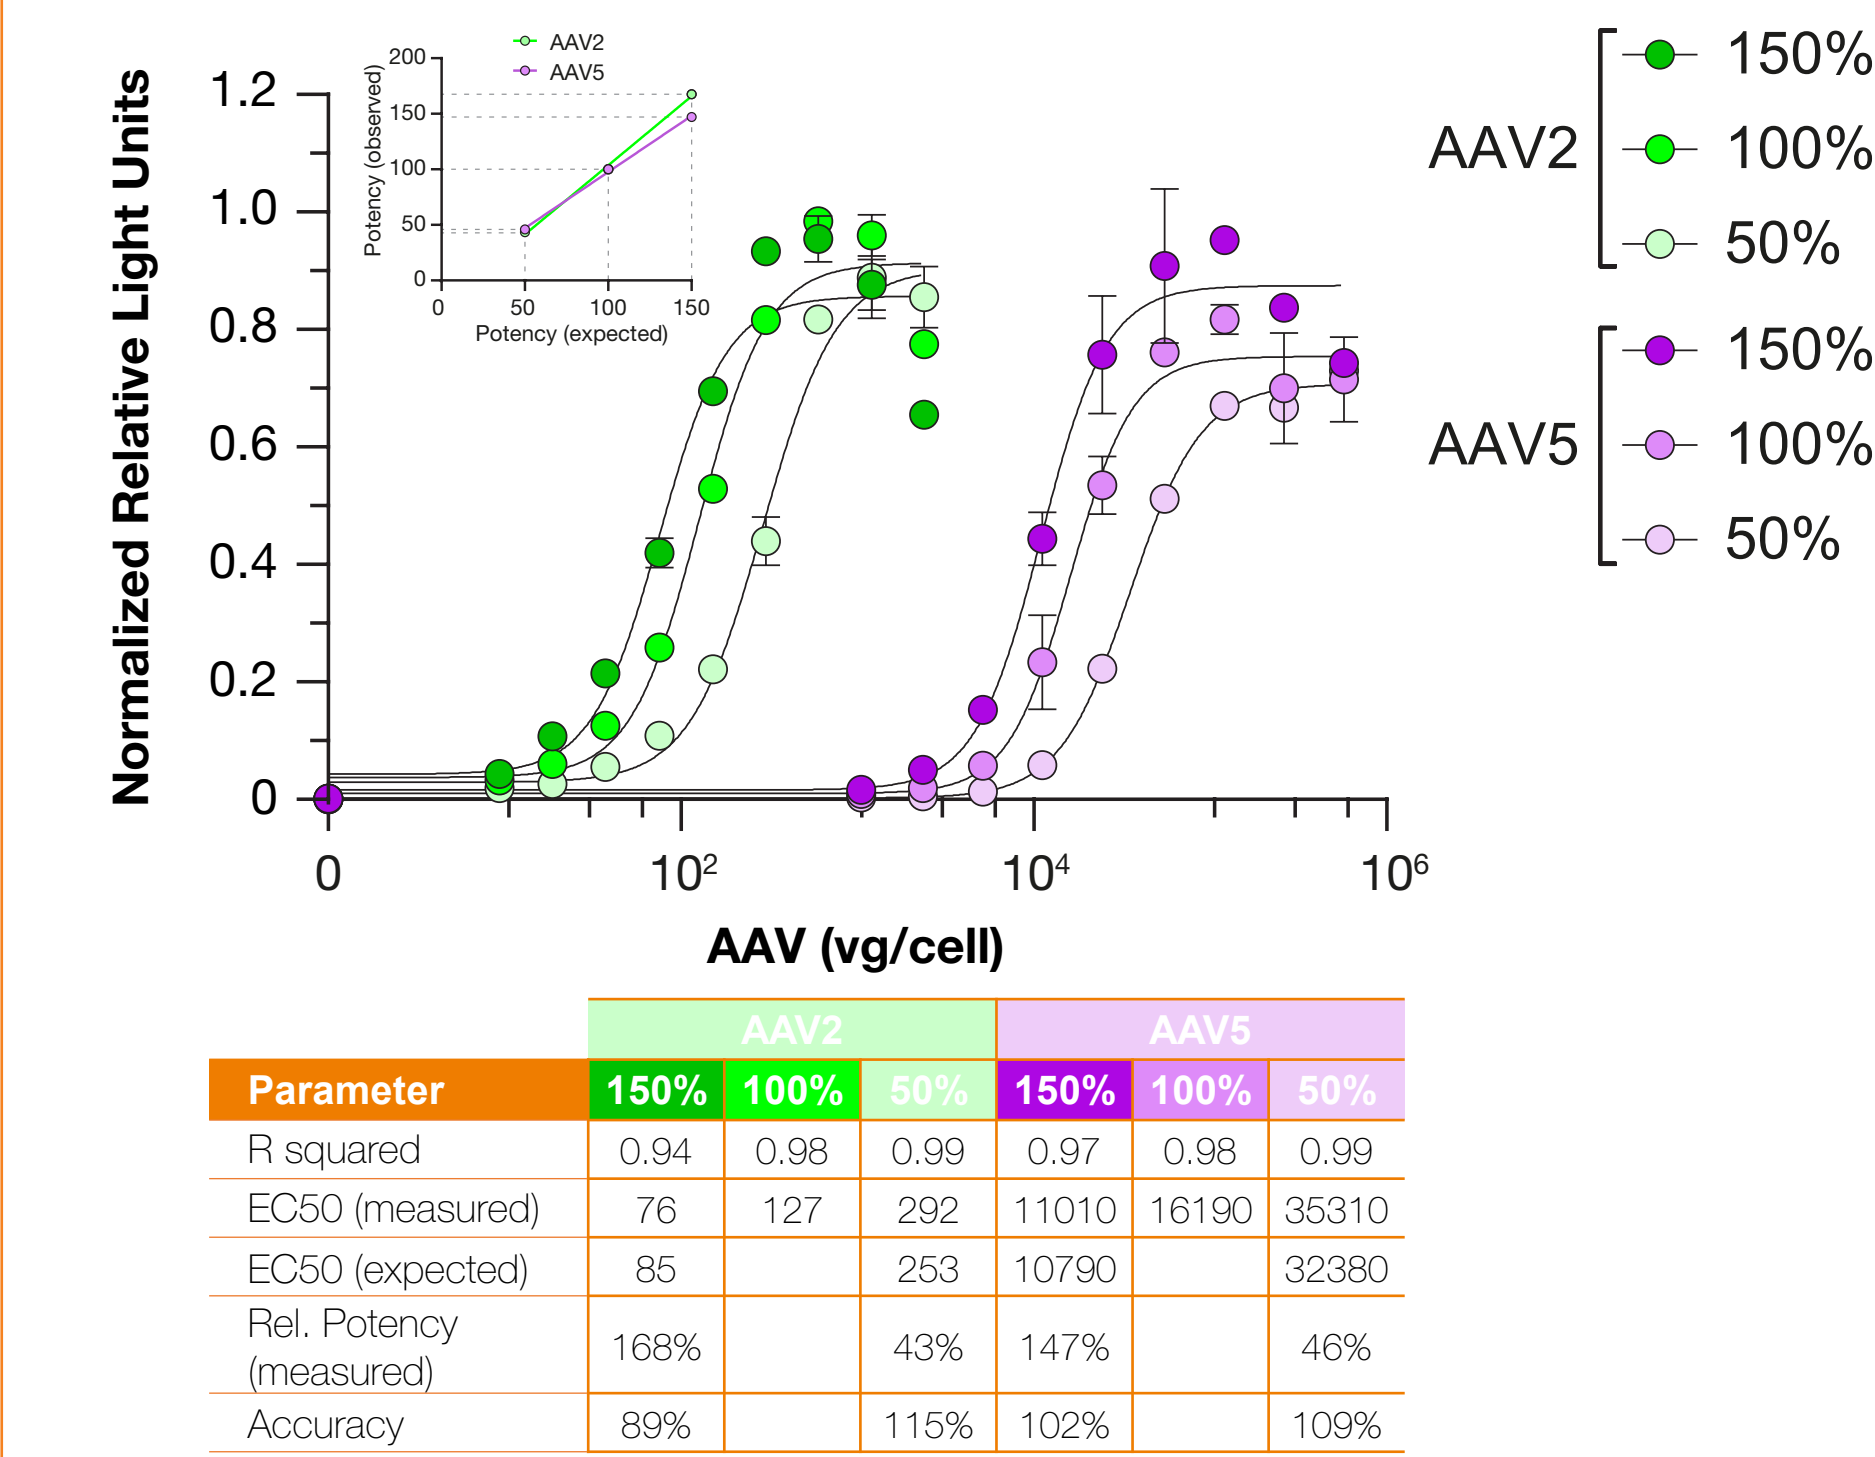 AAV2
AAV5
200
150
100
50
0
0 50 100 150
Potency (expected)
Potency (observed)
Normalized Relative Light Units
1.2
1.0
0.8
0.6
0.4
0.2
0
0 10² 10⁴ 10⁶
AAV (vg/cell)
AAV2
150%
100%
50%
AAV5
150%
100%
50%
AAV2 AAV5
Parameter 150% 100% 50% 150% 100% 50%
R squared 0.94 0.98 0.99 0.97 0.98 0.99
EC50 (measured) 76 127 292 11010 16190 35310
EC50 (expected) 85 253 10790 32380
Rel. Potency
(measured) 168% 43% 147% 46%
Accuracy 89% 115% 102% 109%